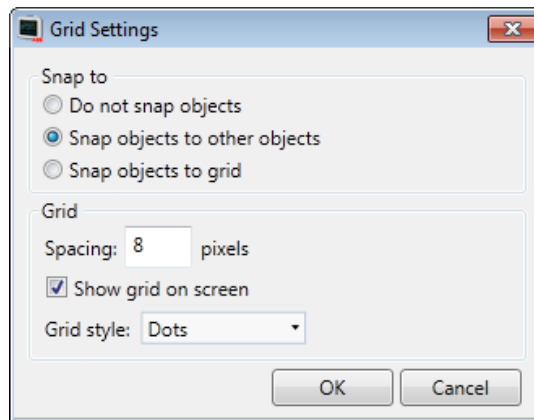 Grid Settings
Snap to
Do not snap objects
Snap objects to other objects
Snap objects to grid
Grid
Spacing: 8 pixels
Show grid on screen
Grid style: Dots
OK Cancel